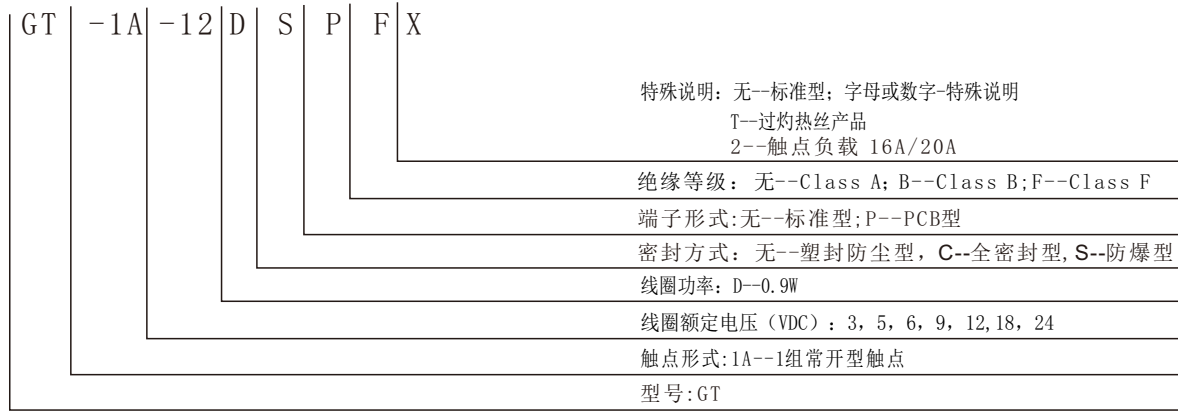 GT -1A -12 D S P F X
特殊说明：无--标准型；字母或数字-特殊说明
T--过灼热丝产品
2--触点负载 16A/20A
绝缘等级：无--Class A; B--Class B;F--Class F
端子形式:无--标准型;P--PCB型
密封方式：无--塑封防尘型，C--全密封型, S--防爆型
线圈功率：D--0.9W
线圈额定电压（VDC）：3，5，6，9，12,18，24
触点形式:1A--1组常开型触点
型号:GT